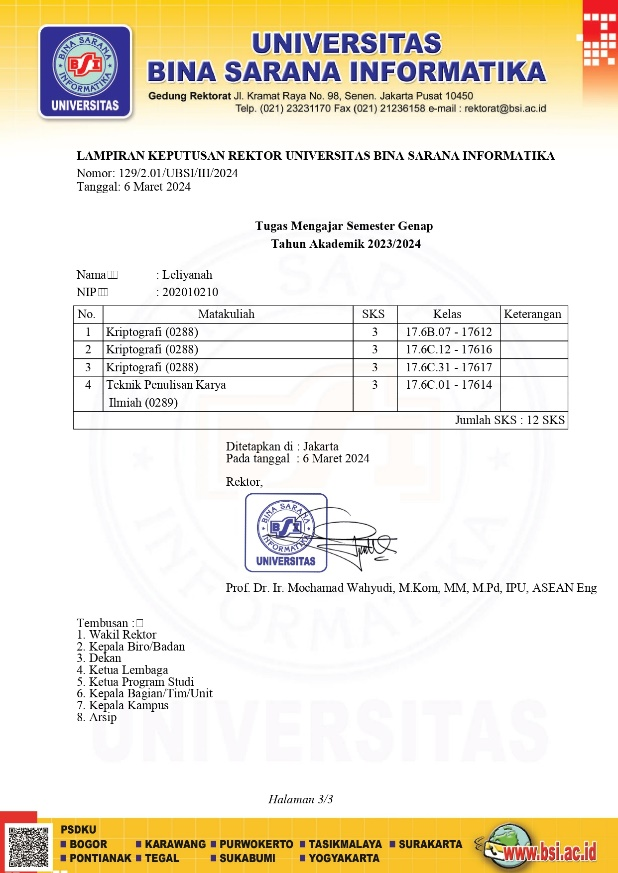 UNIVERSITAS
BINA SARANA INFORMATIKA
Gedung Rektorat Jl. Kramat Raya No. 98, Senen. Jakarta Pusat 10450
Telp. (021) 23231170 Fax (021) 21236158 e-mail : rektorat@bsi.ac.id
BINA SARANA
BSI
INFORMATIKA
UNIVERSITAS
LAMPIRAN KEPUTUSAN REKTOR UNIVERSITAS BINA SARANA INFORMATIKA
Nomor: 129/2.01/UBSI/III/2024
Tanggal: 6 Maret 2024
Tugas Mengajar Semester Genap
Tahun Akademik 2023/2024
Nama : Leliyanah
NIP : 202010210
No. Matakuliah SKS Kelas Keterangan
1 Kriptografi (0288) 3 17.6B.07 - 17612
2 Kriptografi (0288) 3 17.6C.12 - 17616
3 Kriptografi (0288) 3 17.6C.31 - 17617
4 Teknik Penulisan Karya 3 17.6C.01 - 17614
Ilmiah (0289)
Jumlah SKS : 12 SKS
Ditetapkan di : Jakarta
Pada tanggal : 6 Maret 2024
Rektor,
BINA SARANA
BSI
INFORMATIKA
UNIVERSITAS
Prof. Dr. Ir. Mochamad Wahyudi, M.Kom, MM, M.Pd, IPU, ASEAN Eng
Tembusan :
1. Wakil Rektor
2. Kepala Biro/Badan
3. Dekan
4. Ketua Lembaga
5. Ketua Program Studi
6. Kepala Bagian/Tim/Unit
7. Kepala Kampus
8. Arsip
UNIVERSITAS
Halaman 3/3
PSDKU
BOGOR KARAWANG PURWOKERTO TASIKMALAYA SURAKARTA
PONTIANAK TEGAL SUKABUMI YOGYAKARTA
www.bsi.ac.id